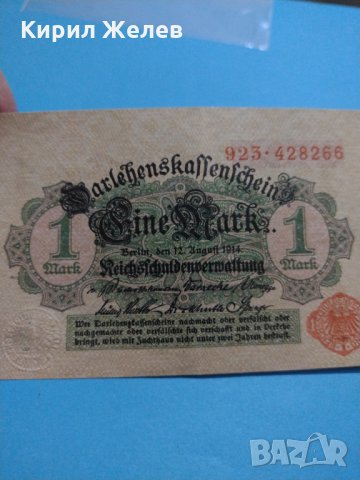 Кирил Желев
923·428266
Darlehenskassenschein
Eine Mark.
Berlin, den 12. August 1914.
1 Mark
1 Mark
Reichsschuldenverwaltung
Wer Darlehenskassenscheine nachmacht oder verfälscht oder
nachgemachte oder verfälschte sich verschafft und in Verkehr
bringt, wird mit Zuchthaus nicht unter zwei Jahren bestraft.
BAZAR